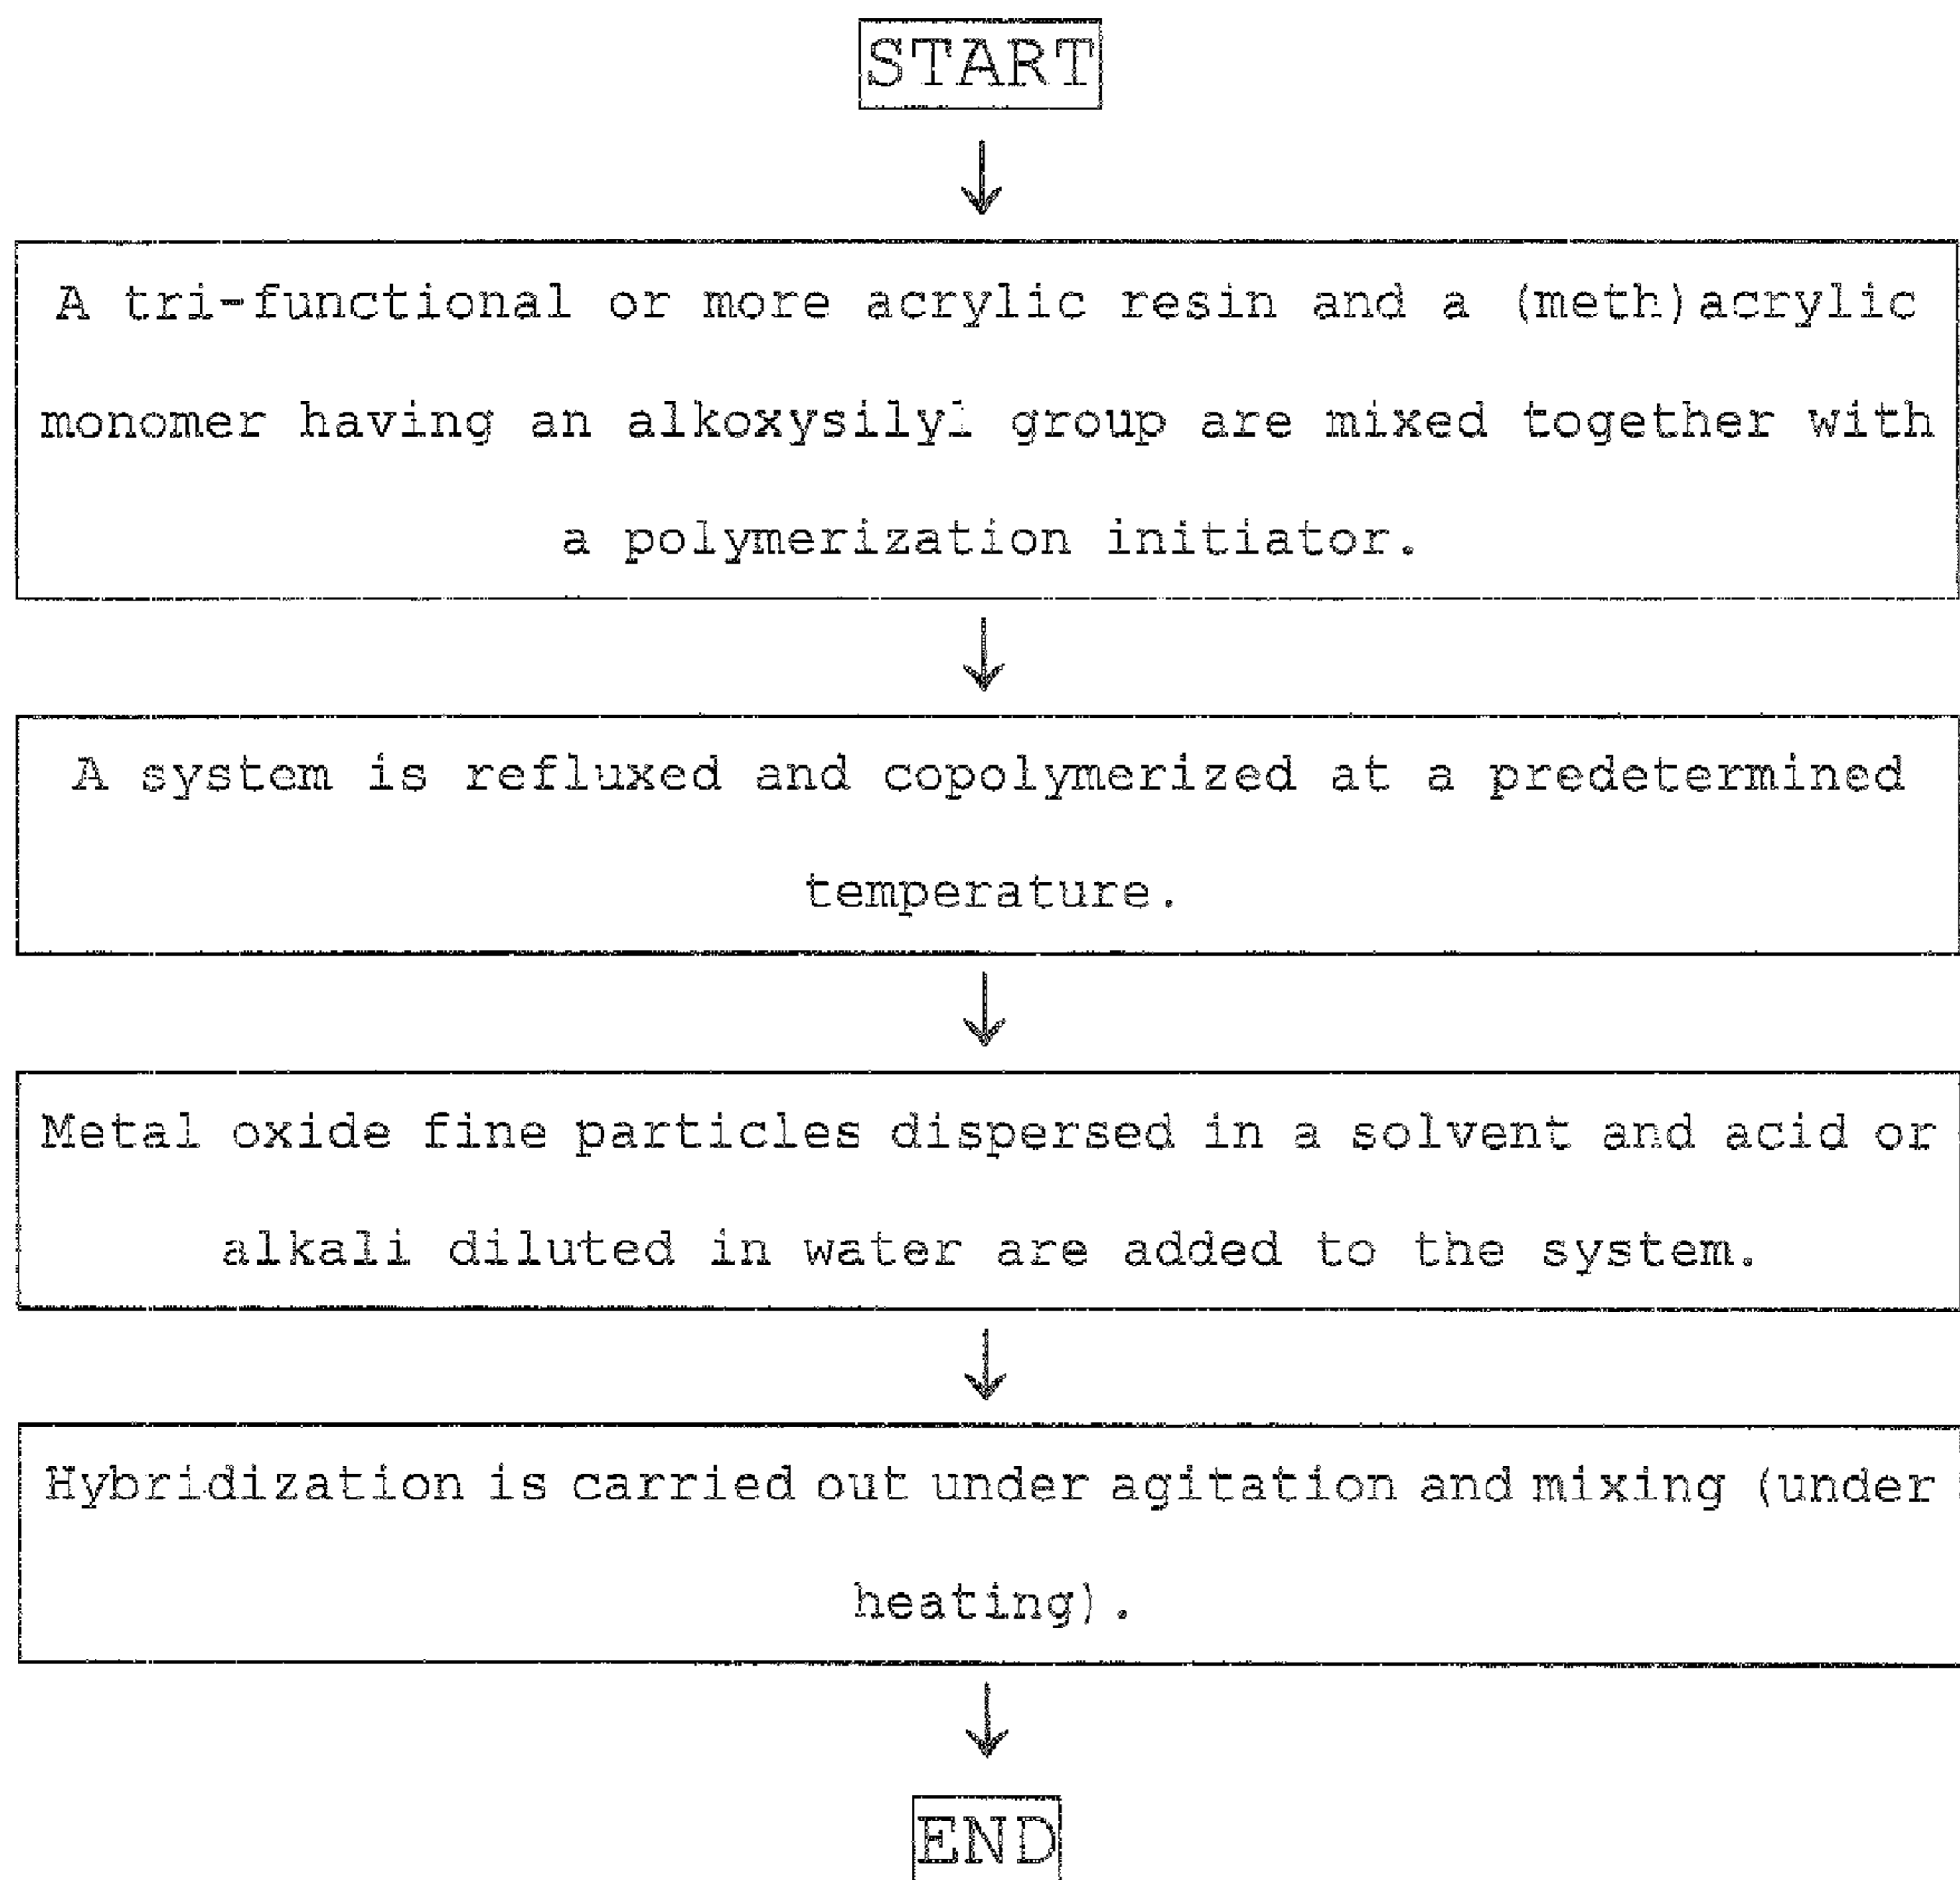 START
A tri-functional or more acrylic resin and a (meth)acrylic
monomer having an alkoxysilyl group are mixed together with
a polymerization initiator.
A system is refluxed and copolymerized at a predetermined
temperature.
Metal oxide fine particles dispersed in a solvent and acid or
alkali diluted in water are added to the system.
Hybridization is carried out under agitation and mixing (under
heating).
END